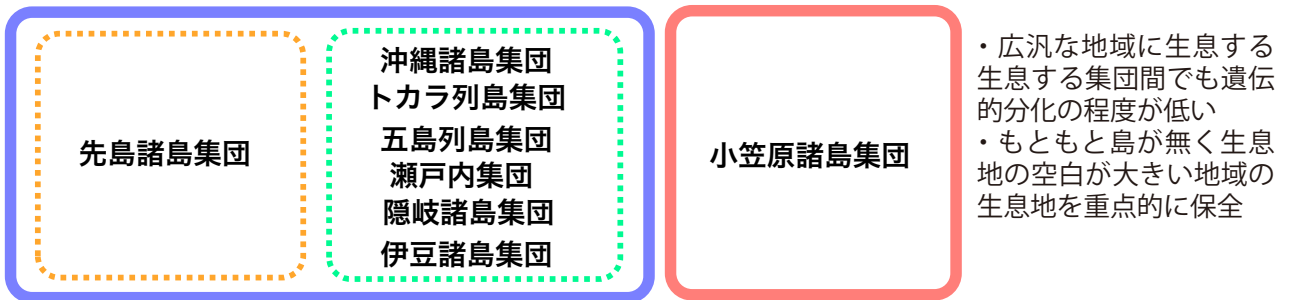 先島諸島集団
沖縄諸島集団
トカラ列島集団
五島列島集団
瀬戸内集団
隠岐諸島集団
伊豆諸島集団
小笠原諸島集団
・広汎な地域に生息する
生息する集団間でも遺伝
的分化の程度が低い
・もともと島が無く生息
地の空白が大きい地域の
生息地を重点的に保全